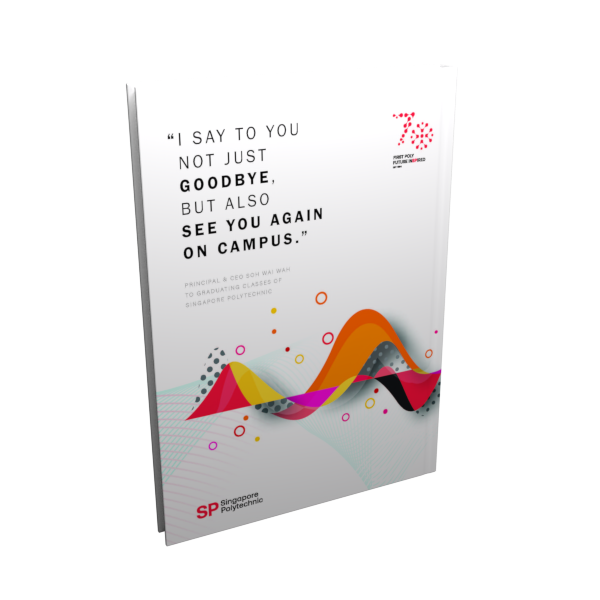 “I SAY TO YOU
NOT JUST
GOODBYE,
BUT ALSO
SEE YOU AGAIN
ON CAMPUS.”
PRINCIPAL & CEO SOH WAI WAH
TO GRADUATING CLASSES OF
SINGAPORE POLYTECHNIC
70
FIRST POLY
FUTURE INSPIRED
SP Singapore
Polytechnic